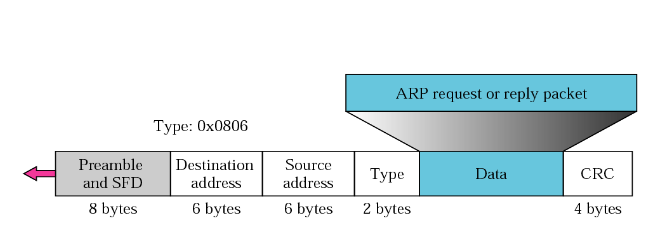 ARP request or reply packet
Type: 0x0806
Preamble and SFD
Destination address
Source address
Type
Data
CRC
8 bytes
6 bytes
6 bytes
2 bytes
4 bytes